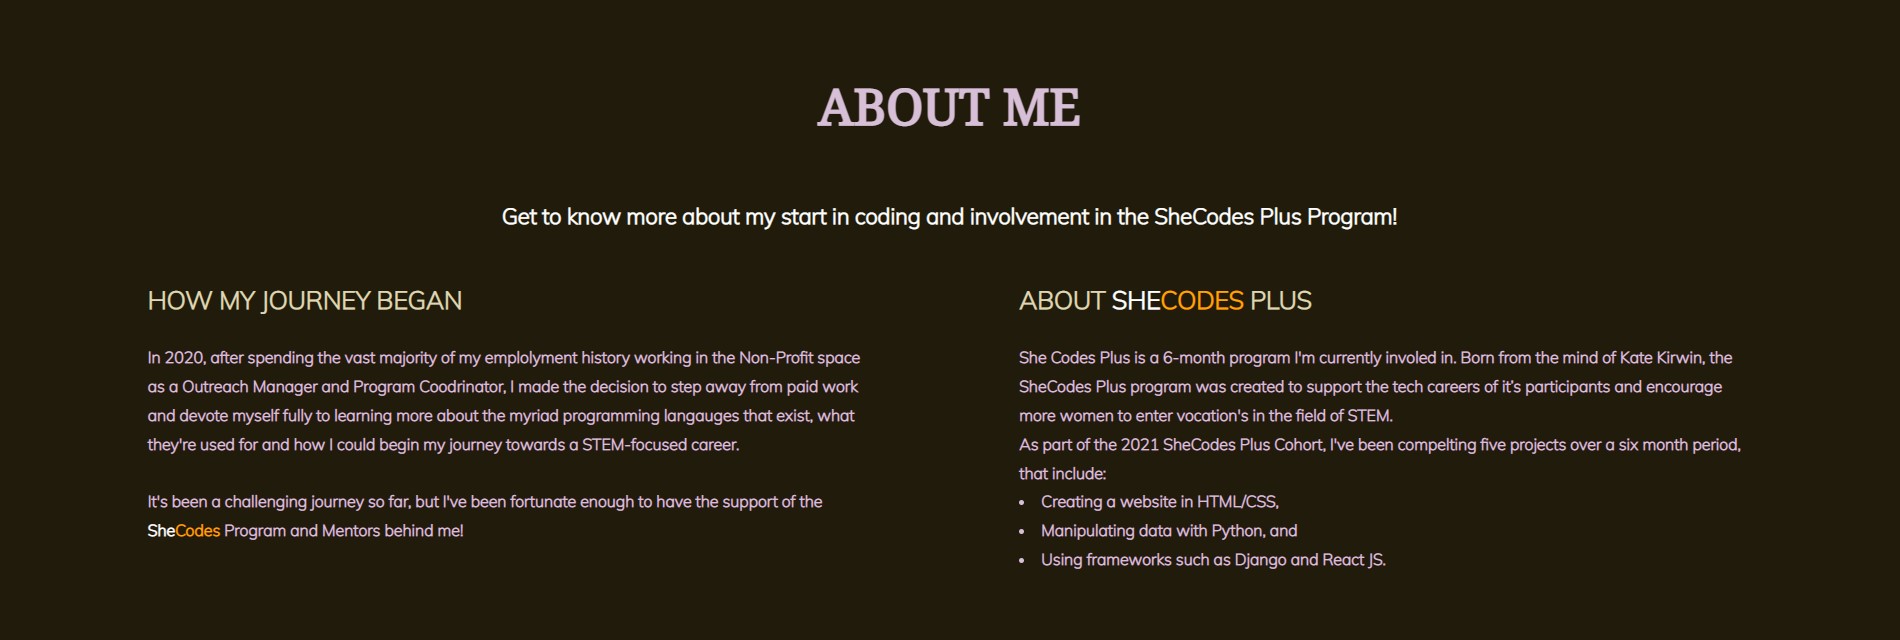 ABOUT ME
Get to know more about my start in coding and involvement in the SheCodes Plus Program!
HOW MY JOURNEY BEGAN
In 2020, after spending the vast majority of my emplolyment history working in the Non-Profit space
as a Outreach Manager and Program Coodrinator, I made the decision to step away from paid work
and devote myself fully to learning more about the myriad programming langauges that exist, what
they're used for and how I could begin my journey towards a STEM-focused career.
It's been a challenging journey so far, but I've been fortunate enough to have the support of the
SheCodes Program and Mentors behind me!
ABOUT SHECODES PLUS
She Codes Plus is a 6-month program I'm currently involed in. Born from the mind of Kate Kirwin, the
SheCodes Plus program was created to support the tech careers of it's participants and encourage
more women to enter vocation's in the field of STEM.
As part of the 2021 SheCodes Plus Cohort, I've been compelting five projects over a six month period,
that include:
• Creating a website in HTML/CSS,
• Manipulating data with Python, and
• Using frameworks such as Django and React JS.